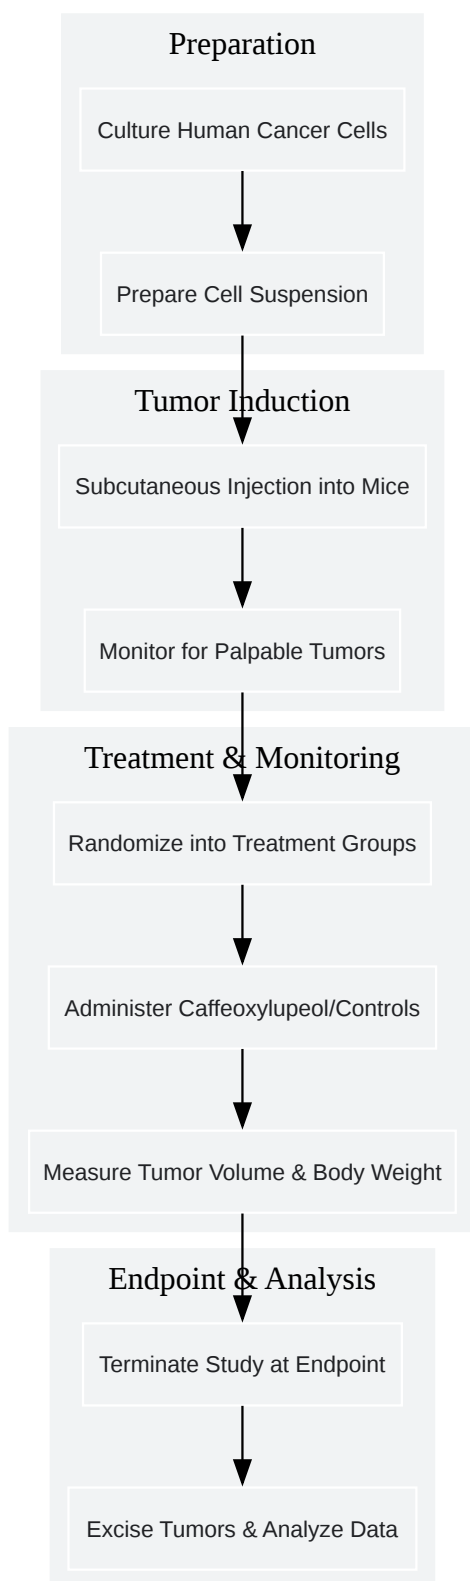 Preparation
Culture Human Cancer Cells
Prepare Cell Suspension
Tumor Induction
Subcutaneous Injection into Mice
Monitor for Palpable Tumors
Treatment & Monitoring
Randomize into Treatment Groups
Administer Caffeoxylupeol/Controls
Measure Tumor Volume & Body Weight
Endpoint & Analysis
Terminate Study at Endpoint
Excise Tumors & Analyze Data